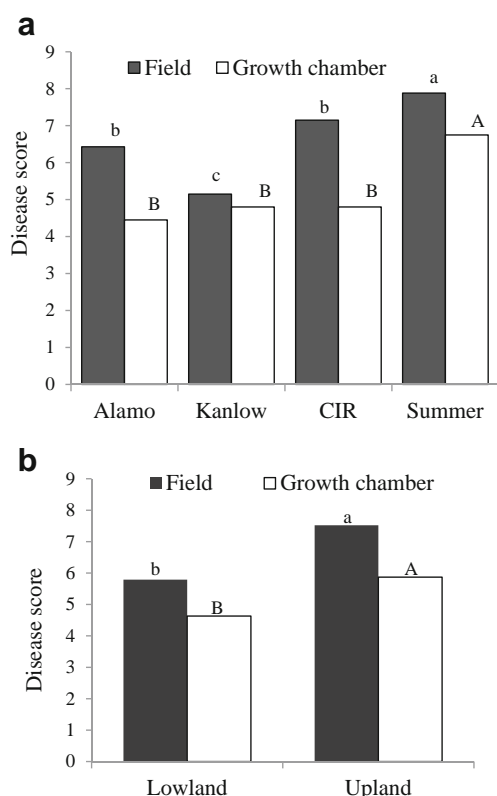 a
9
8
7
6
5
4
3
2
1
0
Disease score
Field Growth chamber
b B c B b B a A
Alamo Kanlow CIR Summer
b
9
8
7
6
5
4
3
2
1
0
Disease score
Field Growth chamber
b B a A
Lowland Upland